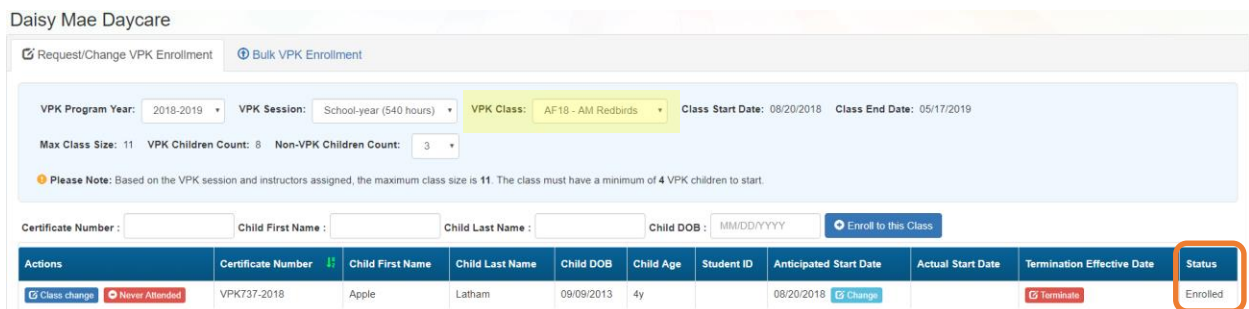 Daisy Mae Daycare
Request/Change VPK Enrollment Bulk VPK Enrollment
VPK Program Year: 2018-2019 VPK Session: School-year (540 hours) VPK Class: AF18 - AM Redbirds Class Start Date: 08/20/2018 Class End Date: 05/17/2019
Max Class Size: 11 VPK Children Count: 8 Non-VPK Children Count: 3
Please Note: Based on the VPK session and instructors assigned, the maximum class size is 11. The class must have a minimum of 4 VPK children to start.
Certificate Number : Child First Name : Child Last Name : Child DOB : MM/DD/YYYY Enroll to this Class
Actions Certificate Number Child First Name Child Last Name Child DOB Child Age Student ID Anticipated Start Date Actual Start Date Termination Effective Date Status
Class change Never Attended VPK737-2018 Apple Latham 09/09/2013 4y 08/20/2018 Change Terminate Enrolled